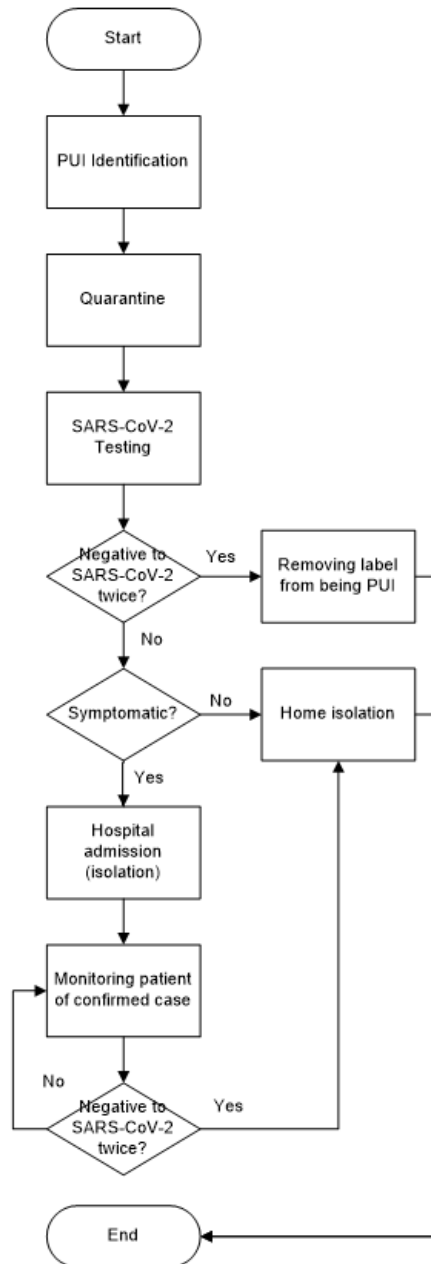 Start
PUI Identification
Quarantine
SARS-CoV-2
Testing
Negative to
SARS-CoV-2
twice?
Yes
Removing label
from being PUI
No
Symptomatic?
No
Home isolation
Yes
Hospital
admission
(isolation)
Monitoring patient
of confirmed case
No
Negative to
SARS-CoV-2
twice?
Yes
End